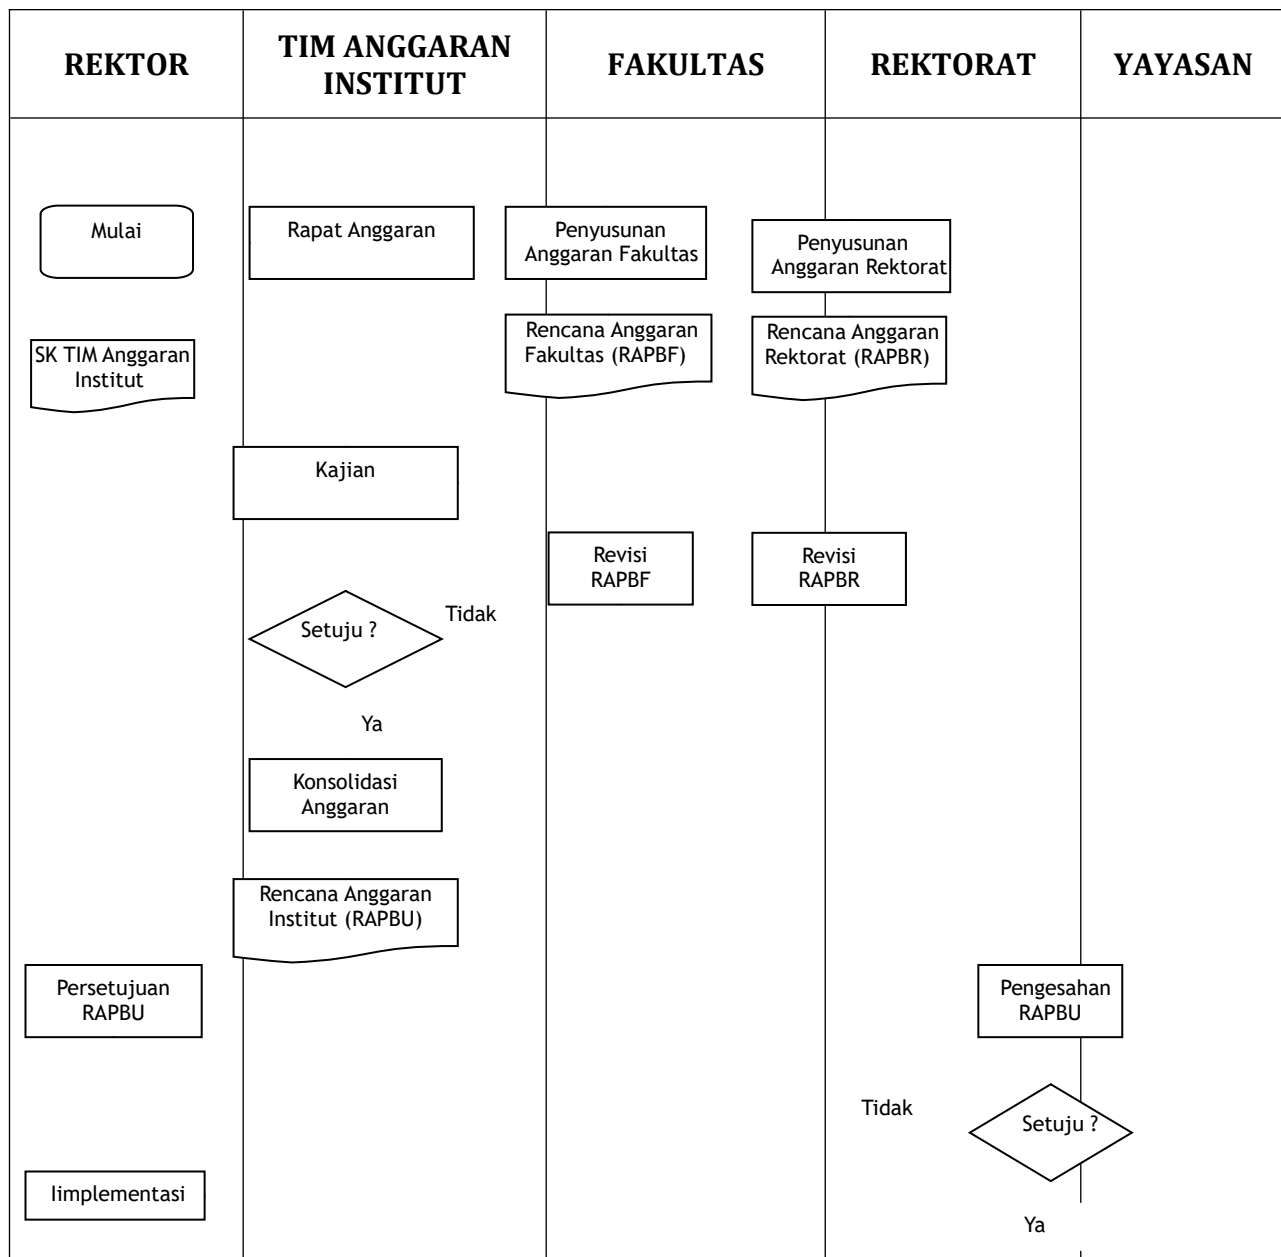 REKTOR
TIM ANGGARAN
INSTITUT
FAKULTAS
REKTORAT
YAYASAN
Mulai
Rapat Anggaran
Penyusunan
Anggaran Fakultas
Penyusunan
Anggaran Rektorat
SK TIM Anggaran
Institut
Rencana Anggaran
Fakultas (RAPBF)
Rencana Anggaran
Rektorat (RAPBR)
Kajian
Revisi
RAPBF
Revisi
RAPBR
Setuju ?
Tidak
Ya
Konsolidasi
Anggaran
Rencana Anggaran
Institut (RAPBU)
Persetujuan
RAPBU
Pengesahan
RAPBU
Tidak
Setuju ?
Iimplementasi
Ya